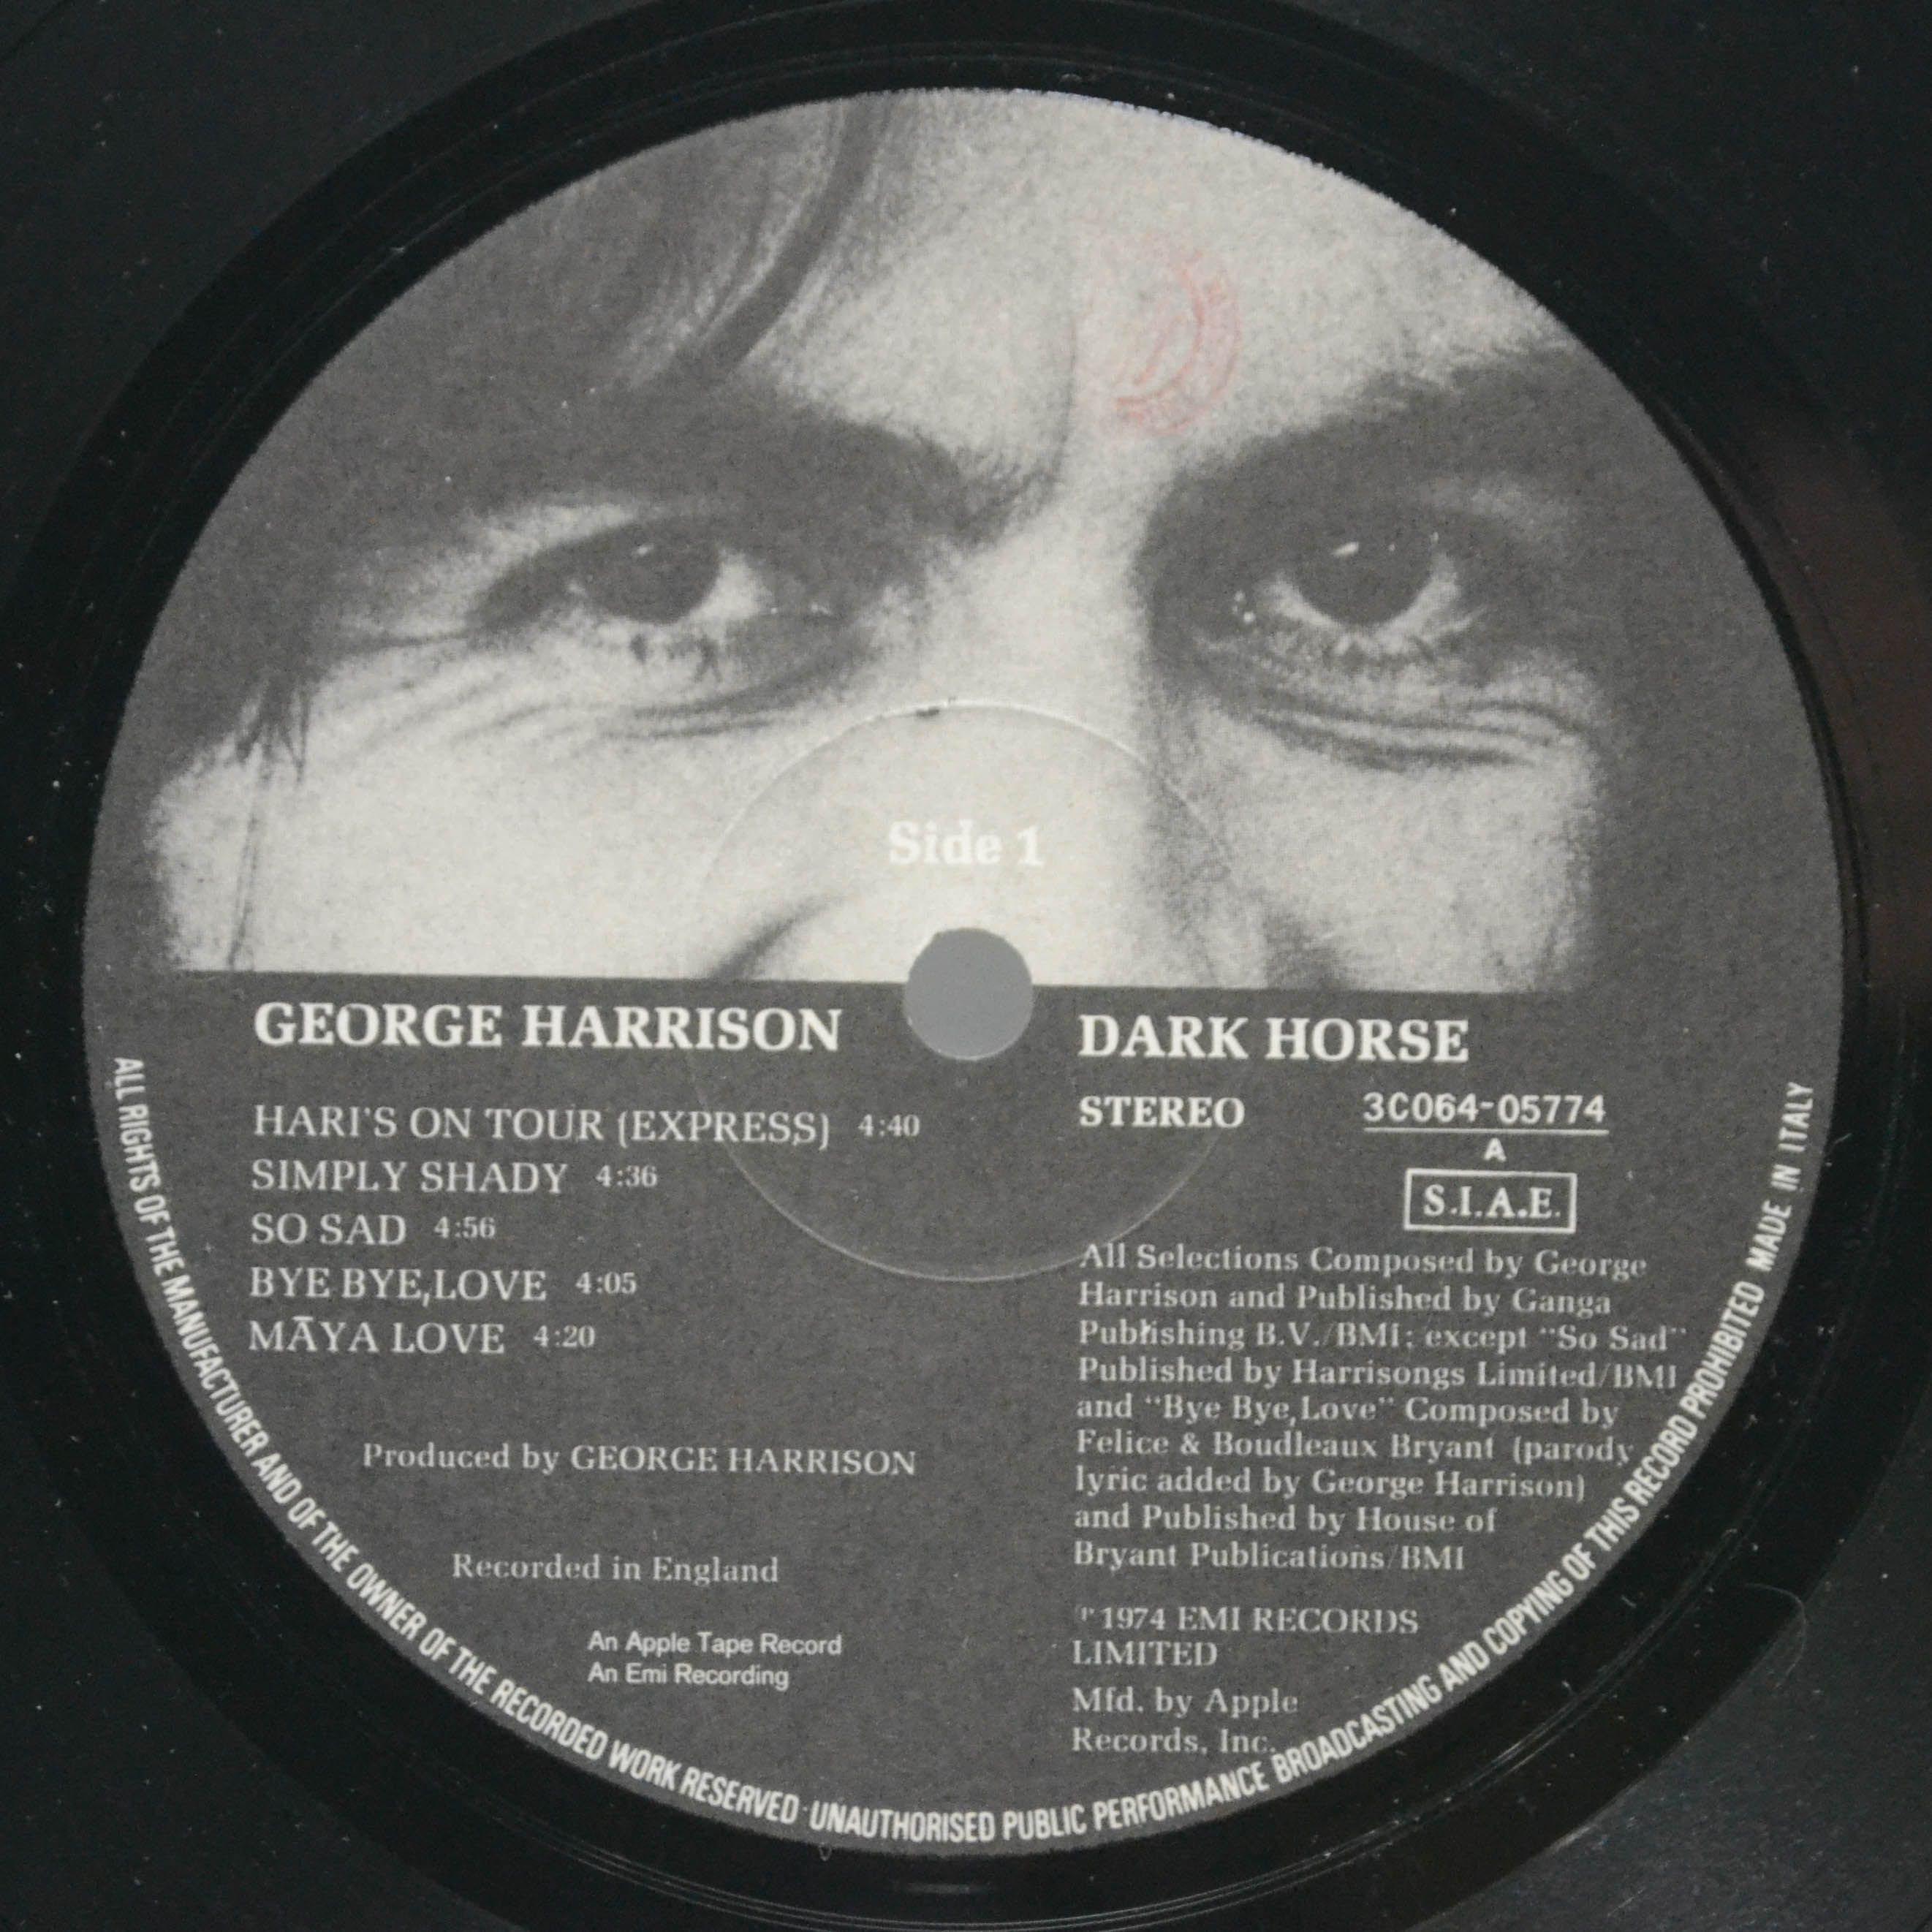 Side 1
GEORGE HARRISON
HARI'S ON TOUR (EXPRESS) 4:40
SIMPLY SHADY 4:36
SO SAD 4:56
BYE BYE,LOVE 4:05
MĀYA LOVE 4:20
Produced by GEORGE HARRISON
Recorded in England
An Apple Tape Record
An Emi Recording
DARK HORSE
STEREO 3C064-05774
A
S.I.A.E.
All Selections Composed by George
Harrison and Published by Ganga
Publishing B.V./BMI; except "So Sad"
Published by Harrisongs Limited/BMI
and "Bye Bye,Love" Composed by
Felice & Boudleaux Bryant (parody
lyric added by George Harrison)
and Published by House of
Bryant Publications/BMI
℗ 1974 EMI RECORDS
LIMITED
Mfd. by Apple
Records, Inc.
ALL RIGHTS OF THE MANUFACTURER AND OF THE OWNER OF THE RECORDED WORK RESERVED · UNAUTHORISED PUBLIC PERFORMANCE BROADCASTING AND COPYING OF THIS RECORD PROHIBITED MADE IN ITALY